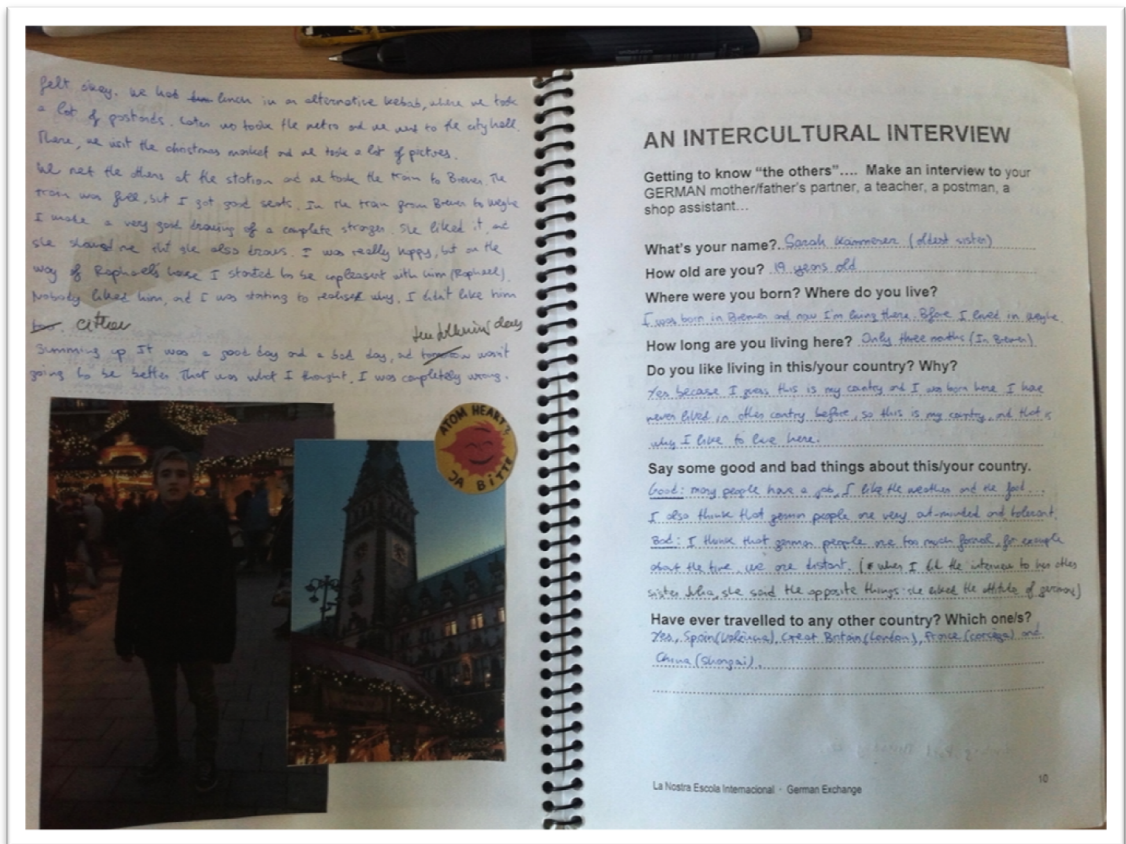 felt okay. We had lunch in an alternative kebab, where we took
a lot of postcards. Later we took the metro and we went to the city hall.
There, we visit the christmas market and we took a lot of pictures.
We met the others at the station and we took the train to Bremen. The
train was full, but I got good seats. In the train from Bremen to Weyhe
I made a very good drawing of a complete stranger. She liked it, and
she showed me that she also draws. I was really happy, but on the
way of Raphael's house I started to be unpleasant with him (Raphael).
Nobody liked him, and I was starting to realised why. I didn't like him
either
Summing up It was a good day and a bad day, and tomorrow wasn't
going to be better. That was what I thought. I was completely wrong.
ATOM HEART'S
JA BITTE
AN INTERCULTURAL INTERVIEW
Getting to know "the others".... Make an interview to your
GERMAN mother/father's partner, a teacher, a postman, a
shop assistant...
What's your name? Sarah (oldest sister)
How old are you? 19 years old
Where were you born? Where do you live?
I was born in Bremen and now I'm living there. Before I lived in Weyhe.
How long are you living here? Only three months (In Bremen)
Do you like living in this/your country? Why?
Yes because I guess this is my country and I was born here. I have
never lived in other country before, so this is my country, and that is
why I like to live here.
Say some good and bad things about this/your country.
Good: many people have a job, I like the weather and the food...
I also think that german people are very and tolerant.
Bad: I think that german people are too much formal, for example
about the time, we are distant. (* when I did the interview to her other
sister Julia, she said the opposite things: she liked the attitude of germans)
Have ever travelled to any other country? Which one/s?
Yes, Spain (València), Great Britain (London), France (Corsega) and
China (Shangai).
La Nostra Escola Internacional · German Exchange
10